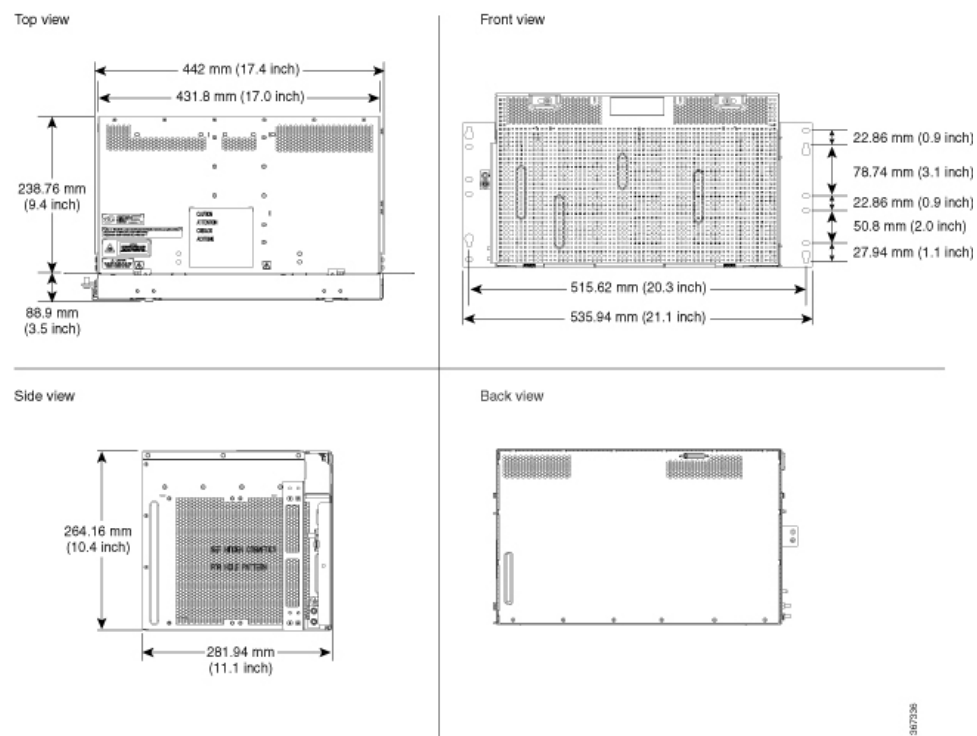 Top view
442 mm (17.4 inch)
431.8 mm (17.0 inch)
238.76 mm
(9.4 inch)
CAUTION
ATTENTION
88.9 mm
(3.5 inch)
Front view
22.86 mm (0.9 inch)
78.74 mm (3.1 inch)
22.86 mm (0.9 inch)
50.8 mm (2.0 inch)
27.94 mm (1.1 inch)
515.62 mm (20.3 inch)
535.94 mm (21.1 inch)
Side view
264.16 mm
(10.4 inch)
COSMETICS
FOR HOLE PATTERN
281.94 mm
(11.1 inch)
Back view
367336